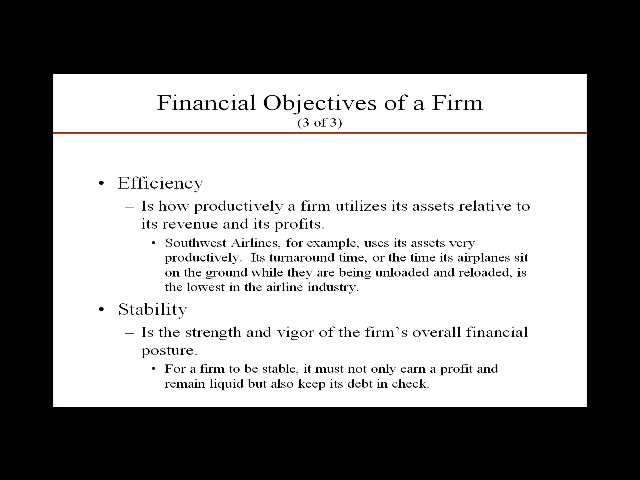 Financial Objectives of a Firm
(3 of 3)
• Efficiency
– Is how productively a firm utilizes its assets relative to
its revenue and its profits.
• Southwest Airlines, for example, uses its assets very
productively. Its turnaround time, or the time its airplanes sit
on the ground while they are being unloaded and reloaded, is
the lowest in the airline industry.
• Stability
– Is the strength and vigor of the firm's overall financial
posture.
• For a firm to be stable, it must not only earn a profit and
remain liquid but also keep its debt in check.